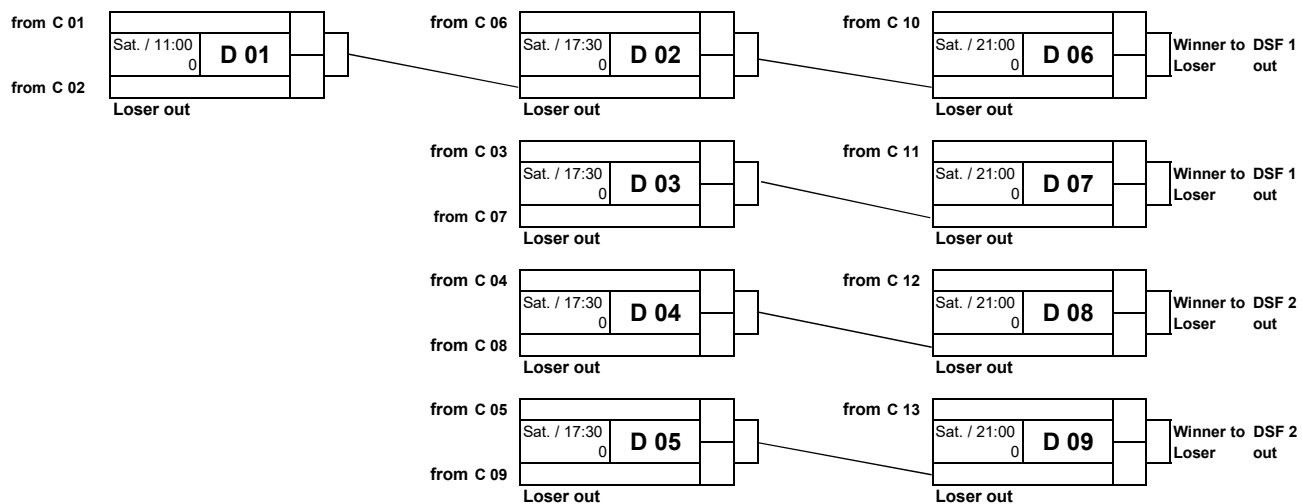 from C 01 from C 06 from C 10
Sat. / 11:00 D 01 Sat. / 17:30 D 02 Sat. / 21:00 D 06 Winner to DSF 1
0 0 0 Loser out
from C 02
Loser out Loser out Loser out
from C 03 from C 11
Sat. / 17:30 D 03 Sat. / 21:00 D 07 Winner to DSF 1
0 0 Loser out
from C 07
Loser out Loser out
from C 04 from C 12
Sat. / 17:30 D 04 Sat. / 21:00 D 08 Winner to DSF 2
0 0 Loser out
from C 08
Loser out Loser out
from C 05 from C 13
Sat. / 17:30 D 05 Sat. / 21:00 D 09 Winner to DSF 2
0 0 Loser out
from C 09
Loser out Loser out